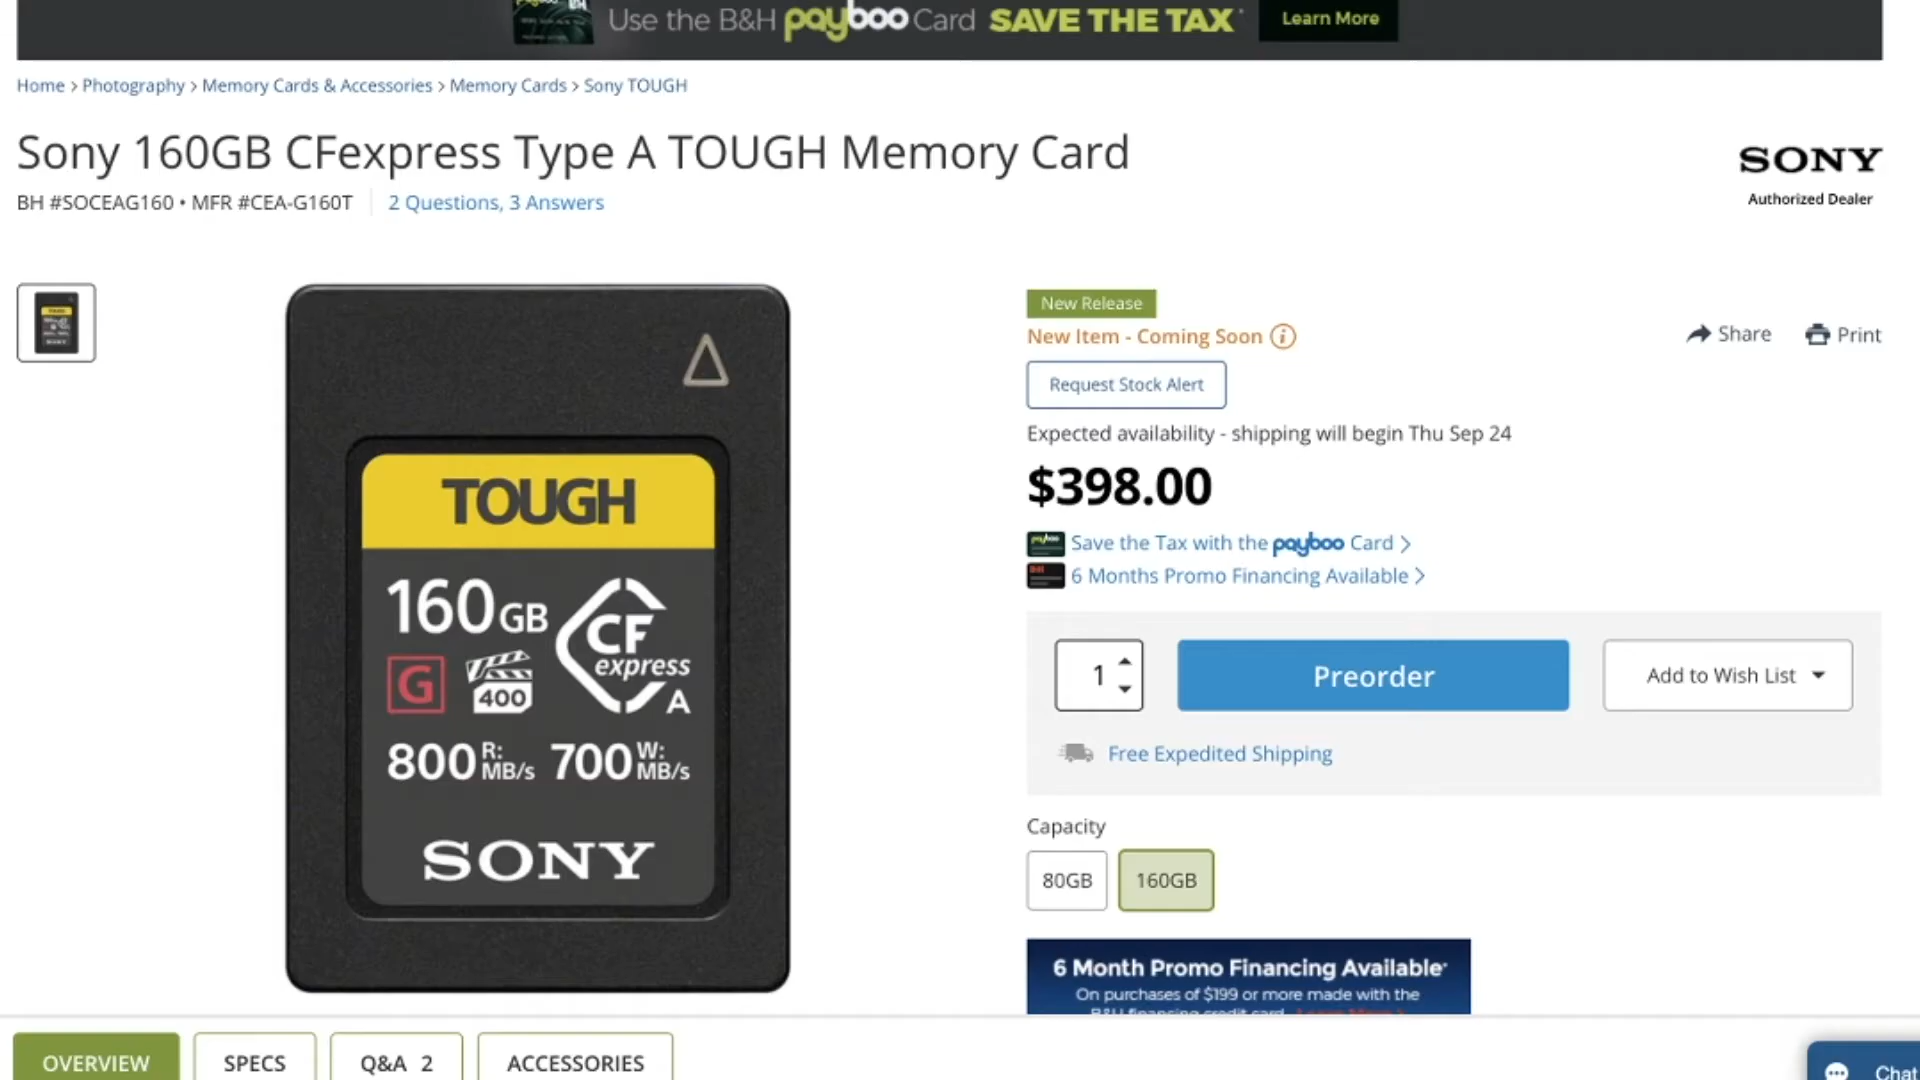 Use the B&H payboo Card SAVE THE TAX* Learn More
Home > Photography > Memory Cards & Accessories > Memory Cards > Sony TOUGH
Sony 160GB CFexpress Type A TOUGH Memory Card
BH #SOCEAG160 • MFR #CEA-G160T 2 Questions, 3 Answers
SONY
Authorized Dealer
TOUGH
160GB
CF
express
A
G
400
800 R: MB/s 700 W: MB/s
SONY
New Release
New Item - Coming Soon
Share
Print
Request Stock Alert
Expected availability - shipping will begin Thu Sep 24
$398.00
Save the Tax with the payboo Card >
6 Months Promo Financing Available >
1
Preorder
Add to Wish List
Free Expedited Shipping
Capacity
80GB
160GB
6 Month Promo Financing Available*
On purchases of $199 or more made with the
B&H financing credit card. Learn More >
OVERVIEW
SPECS
Q&A 2
ACCESSORIES
Chat